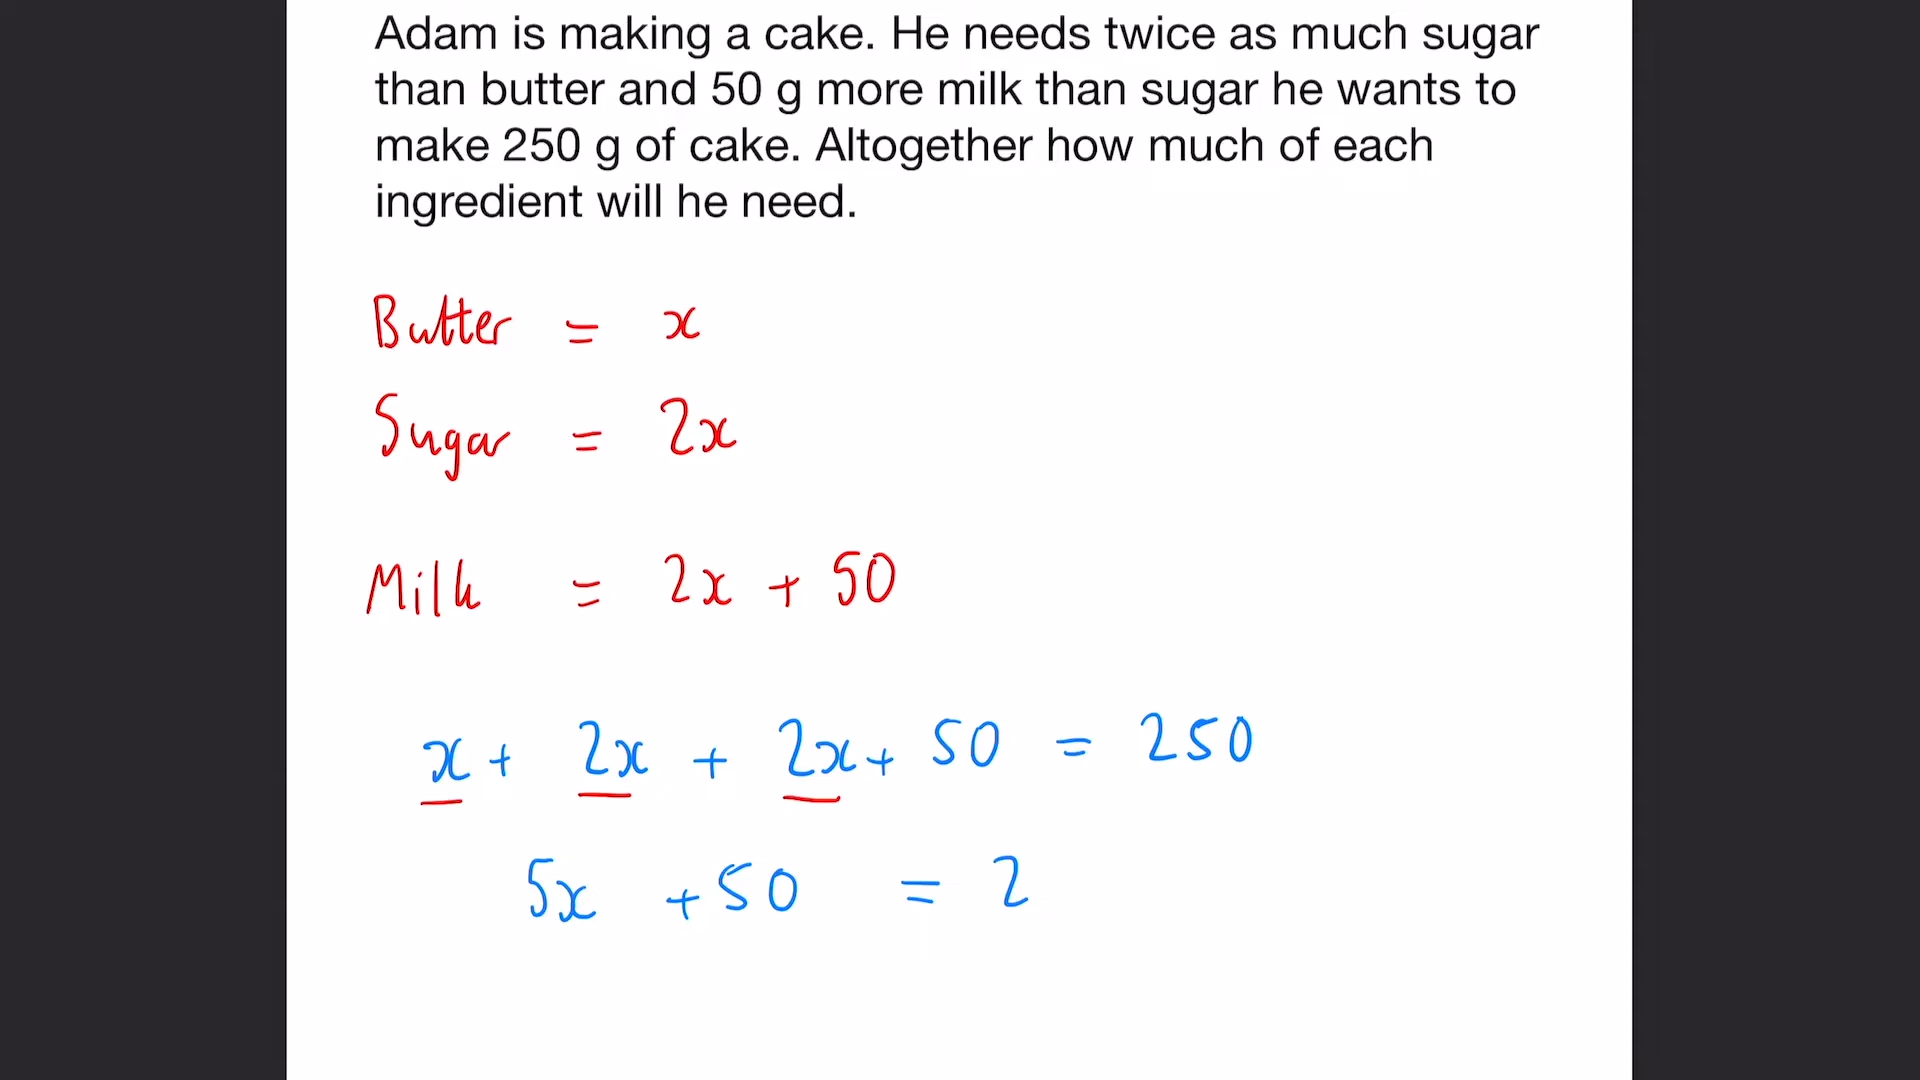 Adam is making a cake. He needs twice as much sugar
than butter and 50 g more milk than sugar he wants to
make 250 g of cake. Altogether how much of each
ingredient will he need.
Butter = x
Sugar = 2x
Milk = 2x + 50
x + 2x + 2x + 50 = 250
5x + 50 = 2